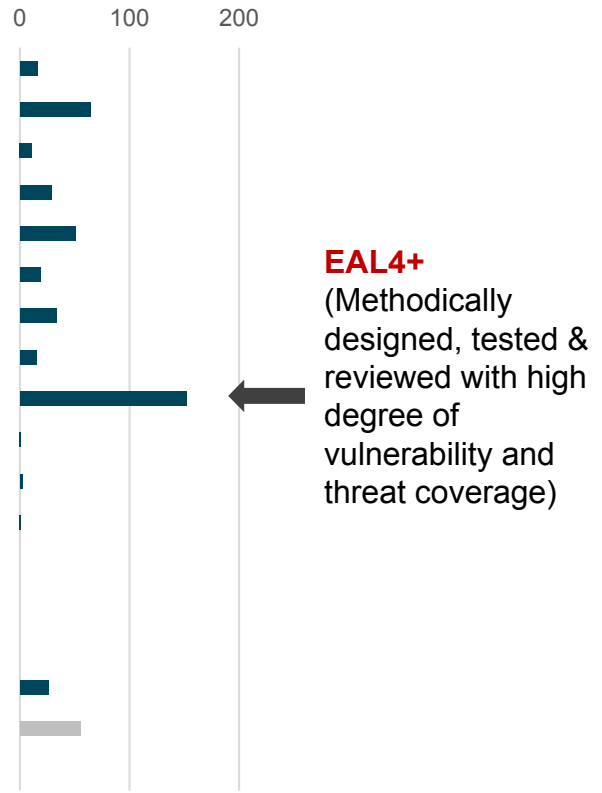 0 100 200
EAL4+
(Methodically
designed, tested &
reviewed with high
degree of
vulnerability and
threat coverage)